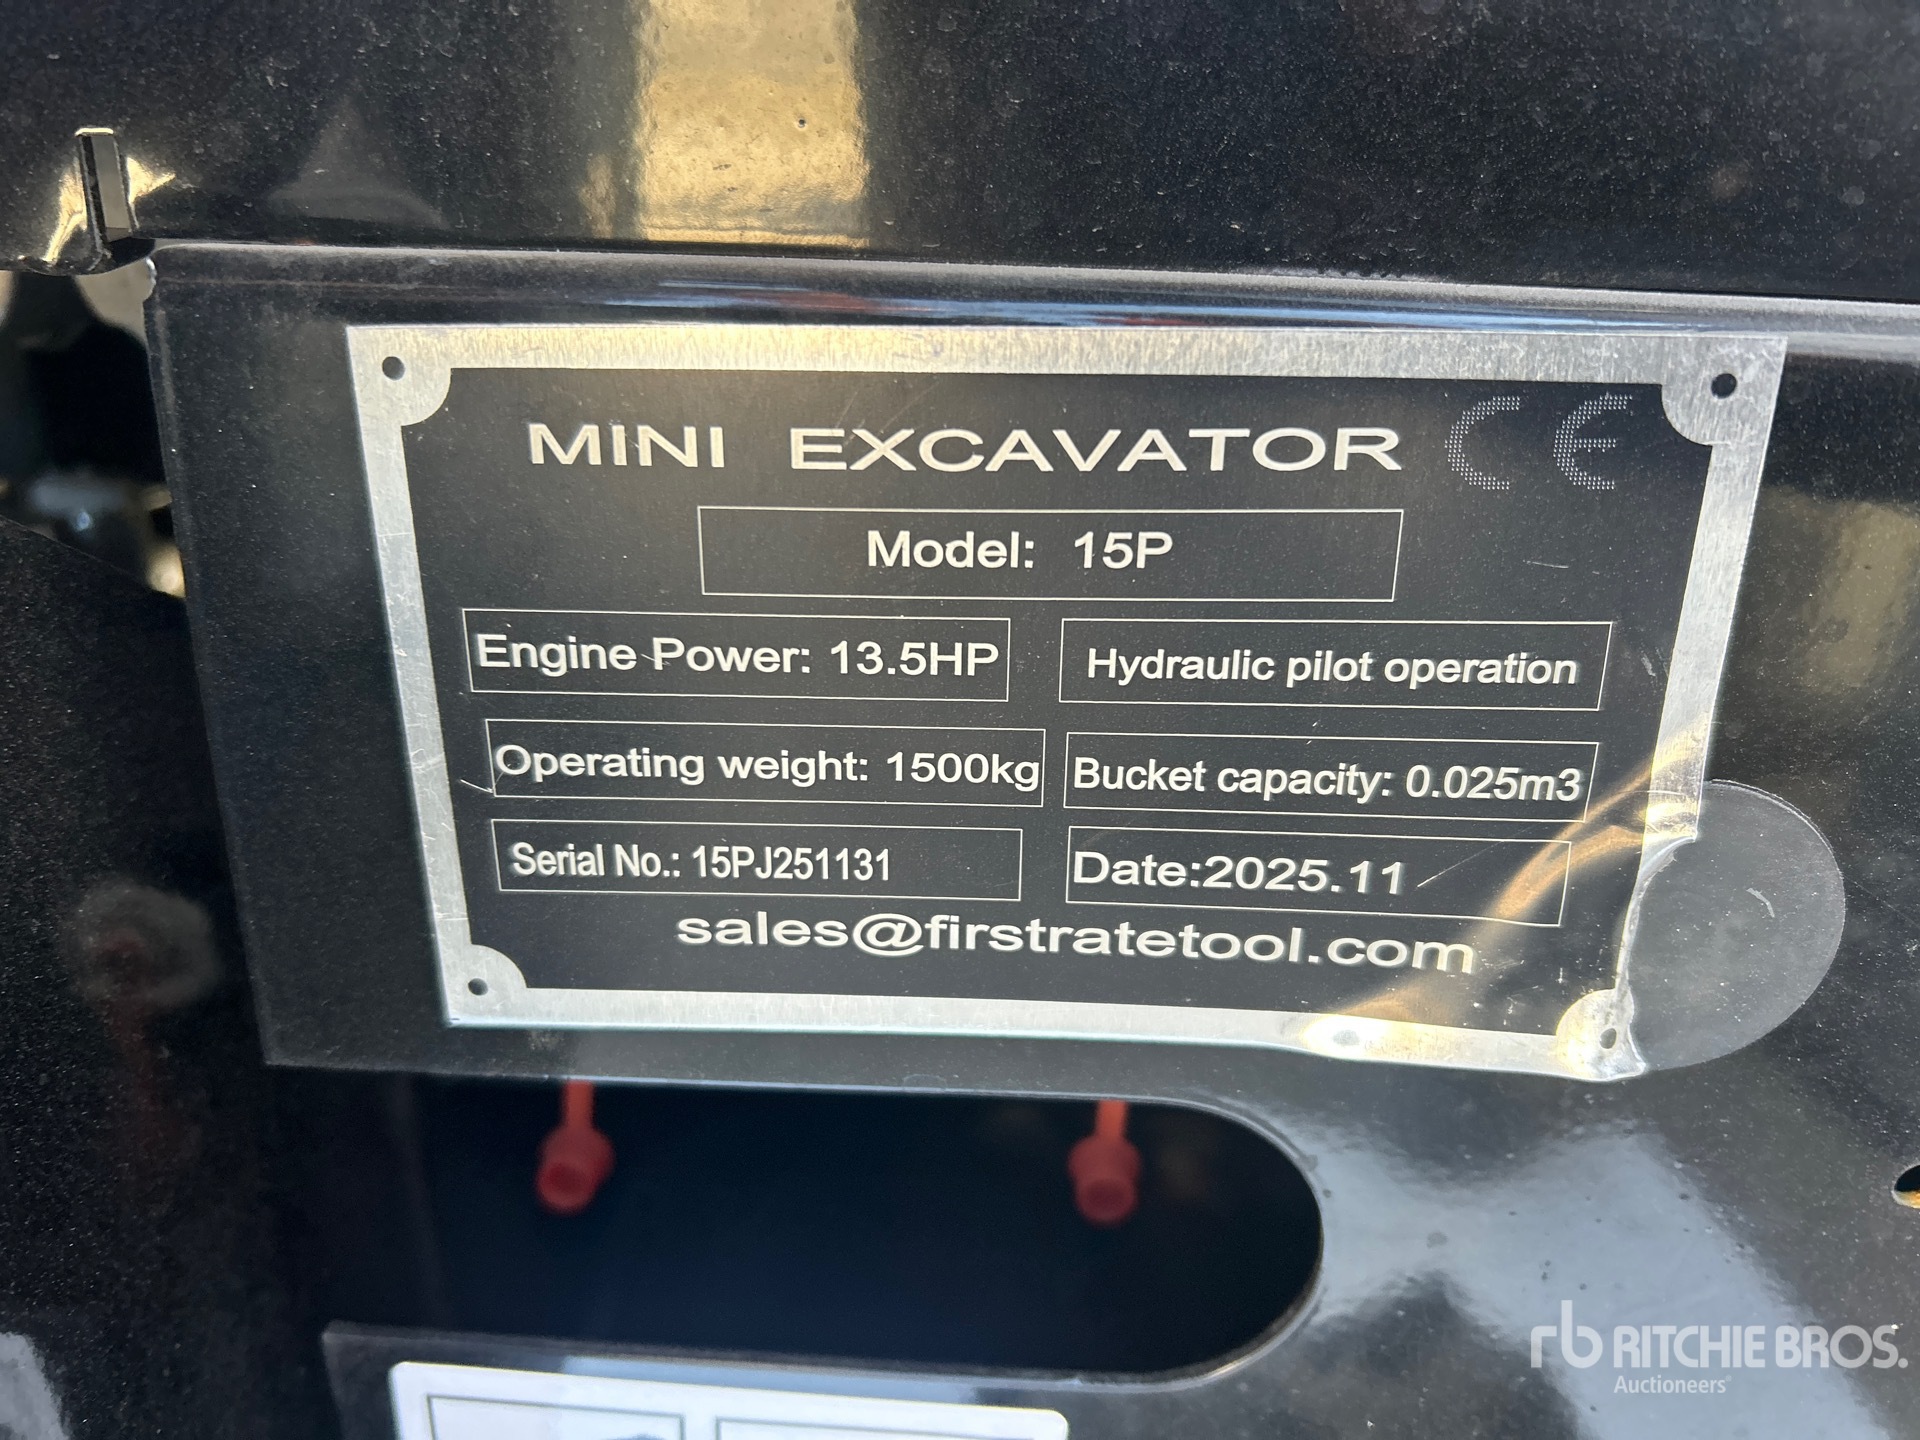 MINI EXCAVATOR CE
Model: 15P
Engine Power: 13.5HP
Hydraulic pilot operation
Operating weight: 1500kg
Bucket capacity: 0.025m3
Serial No.: 15PJ251131
Date:2025.11
sales@firstratetool.com
rb RITCHIE BROS.
Auctioneers